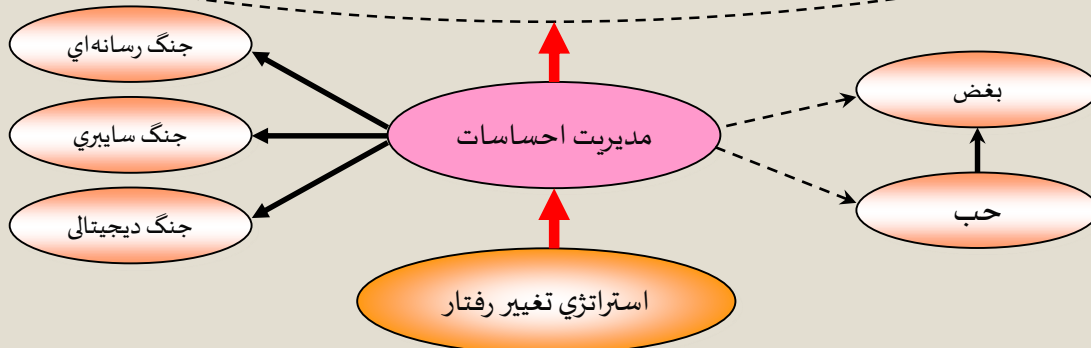 جنگ رسانه‌اي
بغض
مديريت احساسات
جنگ سايبري
حب
جنگ ديجيتالی
استراتژي تغيير رفتار